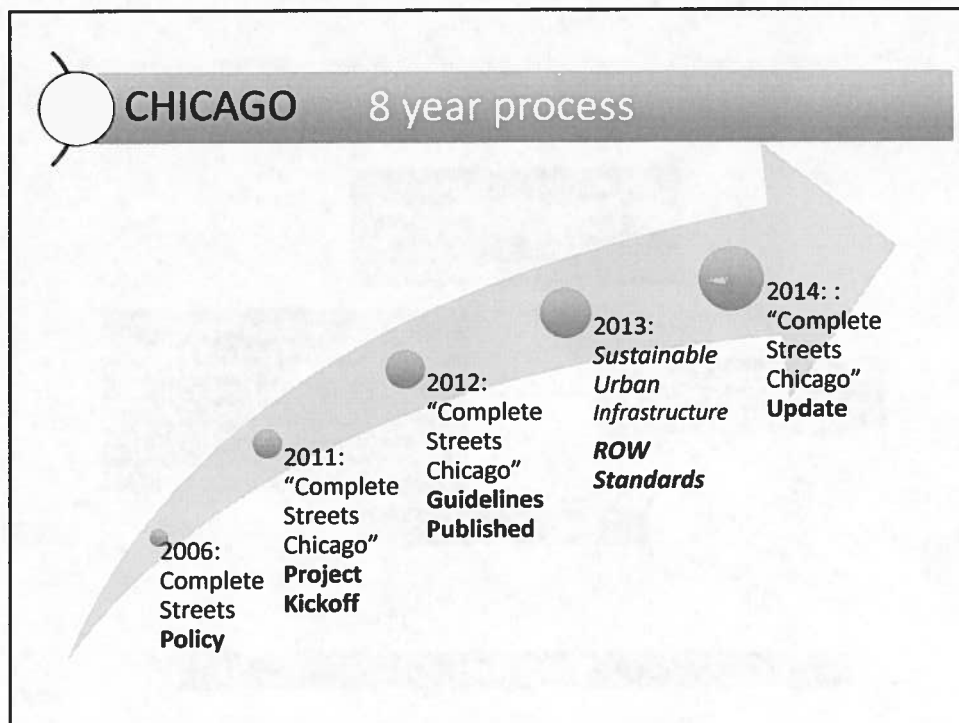 CHICAGO 8 year process
2006:
Complete
Streets
Policy
2011:
“Complete
Streets
Chicago”
Project
Kickoff
2012:
“Complete
Streets
Chicago”
Guidelines
Published
2013:
Sustainable
Urban
Infrastructure
ROW
Standards
2014: :
“Complete
Streets
Chicago”
Update